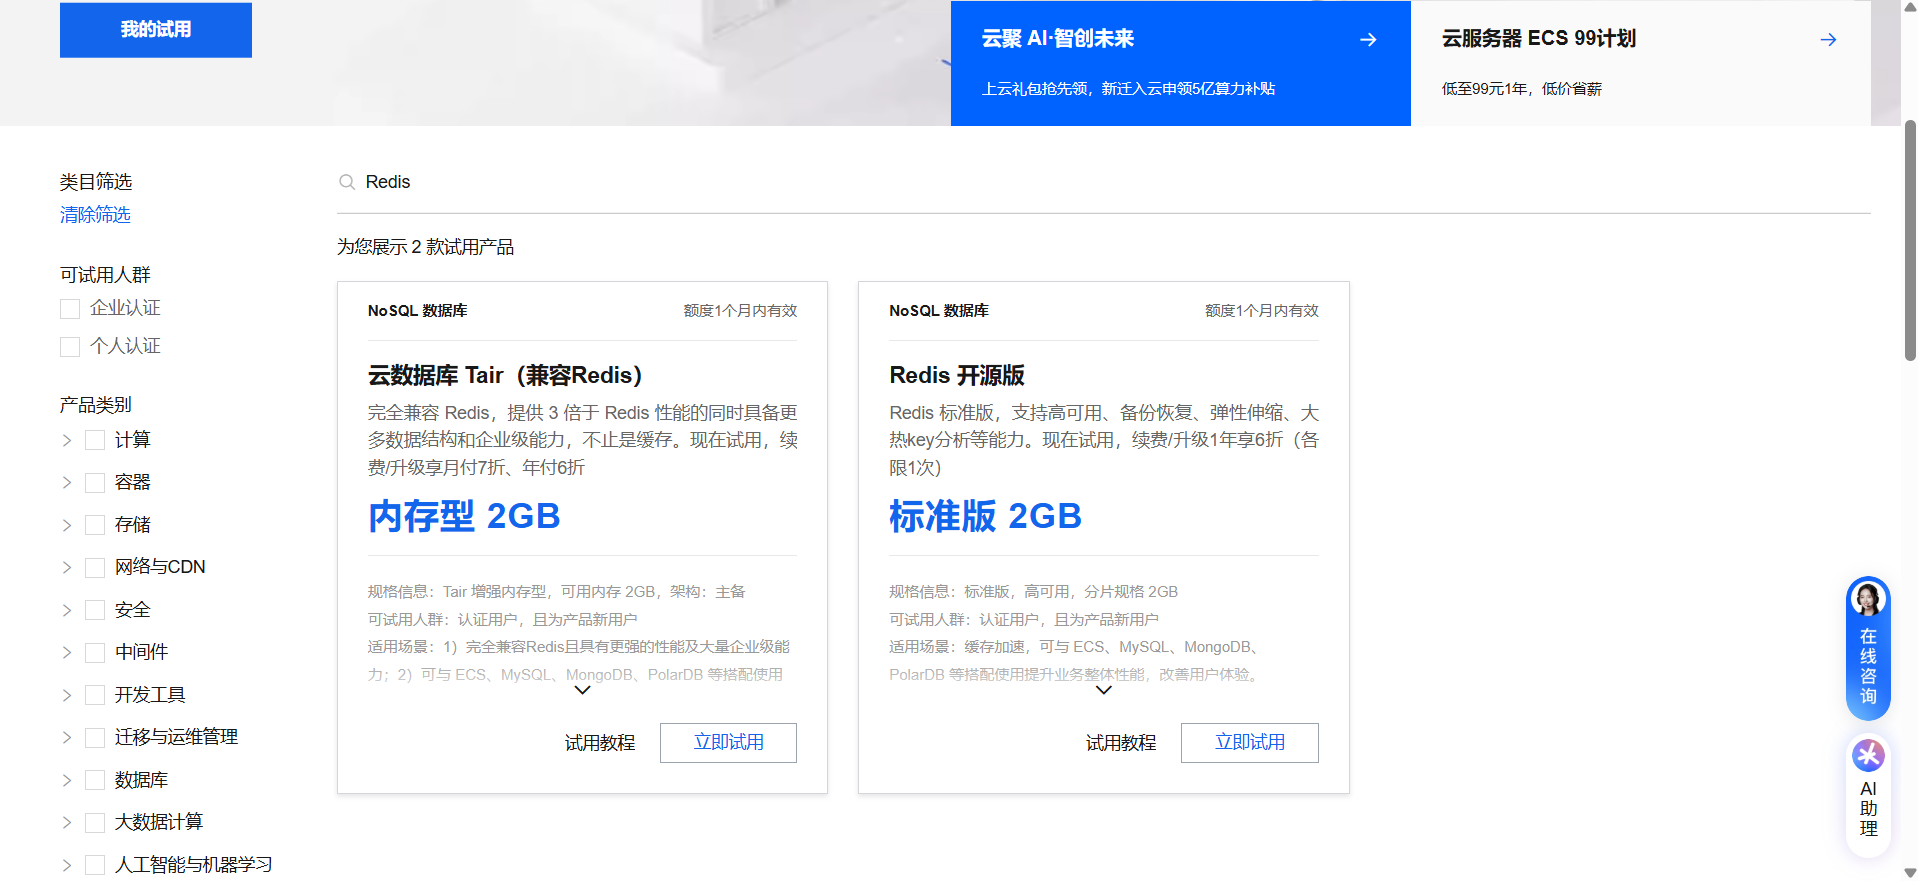 我的试用
云聚 AI·智创未来
上云礼包抢先领，新迁入云申领5亿算力补贴
云服务器 ECS 99计划
低至99元1年，低价省薪
类目筛选
清除筛选
可试用人群
企业认证
个人认证
产品类别
计算
容器
存储
网络与CDN
安全
中间件
开发工具
迁移与运维管理
数据库
大数据计算
人工智能与机器学习
Redis
为您展示 2 款试用产品
NoSQL 数据库
额度1个月内有效
云数据库 Tair（兼容Redis）
完全兼容 Redis，提供 3 倍于 Redis 性能的同时具备更
多数据结构和企业级能力，不止是缓存。现在试用，续
费/升级享月付7折、年付6折
内存型 2GB
规格信息：Tair 增强内存型，可用内存 2GB，架构：主备
可试用人群：认证用户，且为产品新用户
适用场景：1）完全兼容Redis且具有更强的性能及大量企业级能
力；2）可与 ECS、MySQL、MongoDB、PolarDB 等搭配使用
试用教程
立即试用
NoSQL 数据库
额度1个月内有效
Redis 开源版
Redis 标准版，支持高可用、备份恢复、弹性伸缩、大
热key分析等能力。现在试用，续费/升级1年享6折（各
限1次）
标准版 2GB
规格信息：标准版，高可用，分片规格 2GB
可试用人群：认证用户，且为产品新用户
适用场景：缓存加速，可与 ECS、MySQL、MongoDB、
PolarDB 等搭配使用提升业务整体性能，改善用户体验。
试用教程
立即试用
在线咨询
AI助理